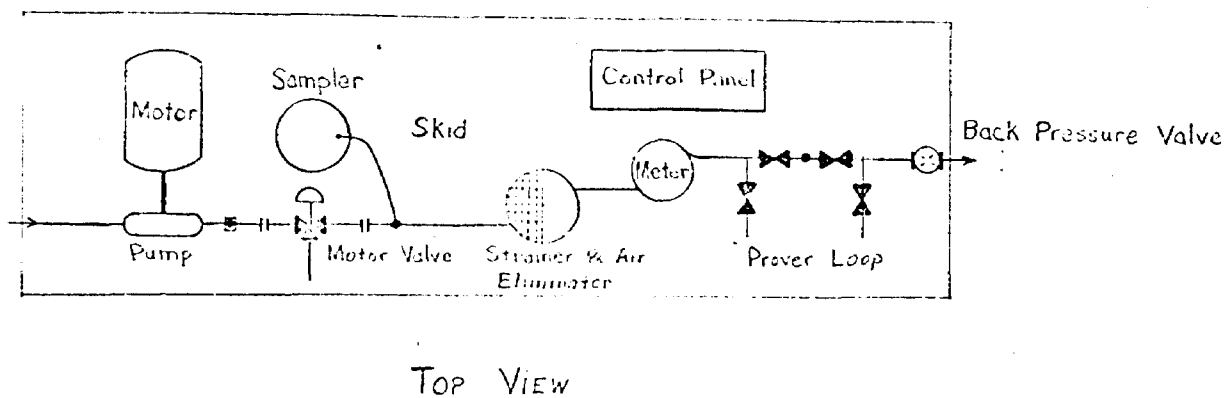 Motor
Sampler
Skid
Control Panel
Back Pressure Valve
Meter
Pump
Motor Valve
Strainer & Air
Eliminator
Prover Loop
TOP VIEW